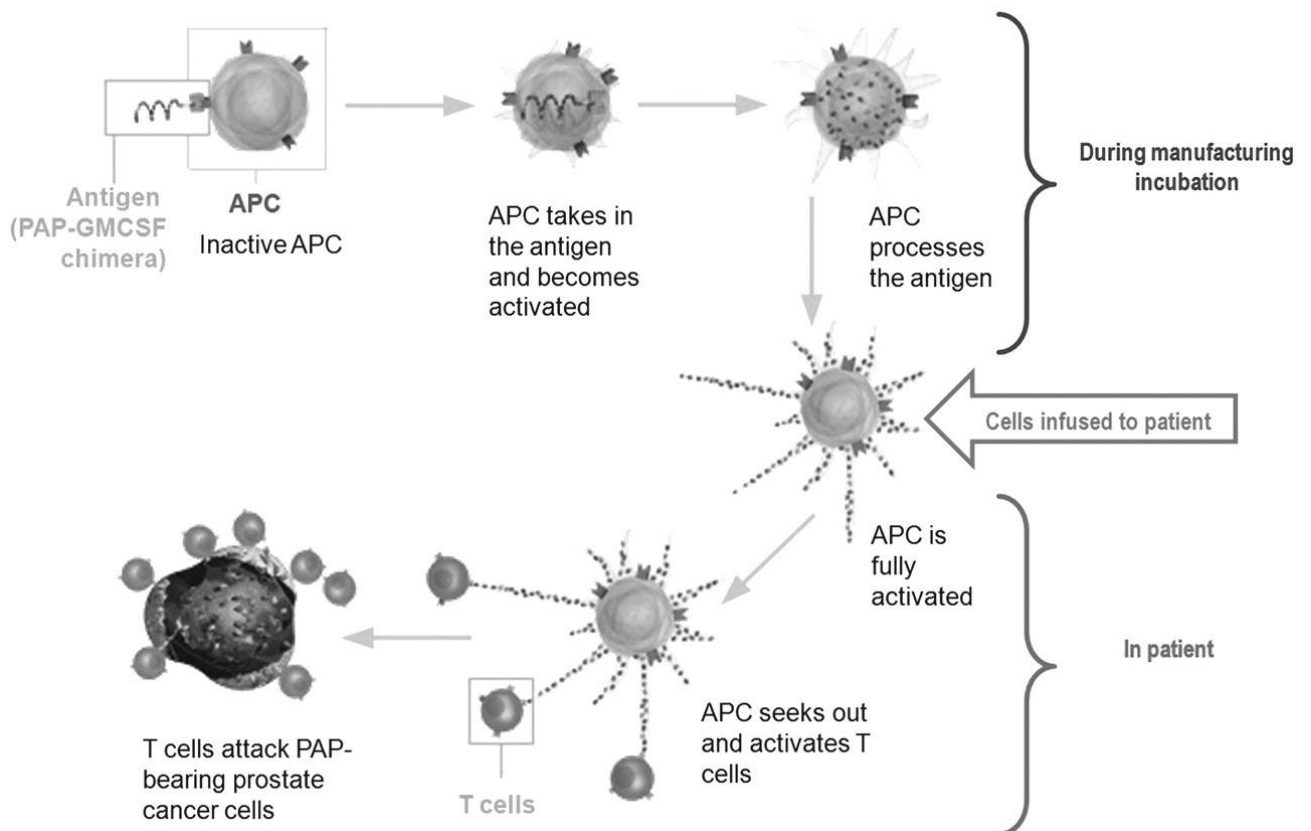 Antigen
(PAP-GMCSF
chimera)
APC
Inactive APC
APC takes in
the antigen
and becomes
activated
APC
processes
the antigen
During manufacturing
incubation
Cells infused to patient
APC is
fully
activated
In patient
APC seeks out
and activates T
cells
T cells
T cells attack PAP-
bearing prostate
cancer cells